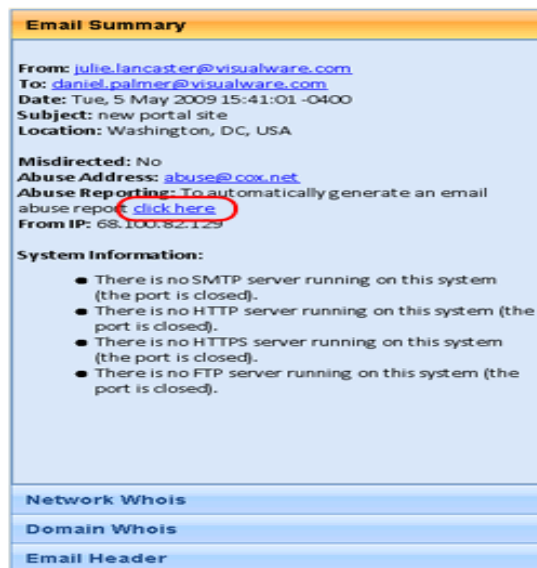 Email Summary
From: julie.lancaster@visualware.com
To: daniel.palmer@visualware.com
Date: Tue, 5 May 2009 15:41:01 -0400
Subject: new portal site
Location: Washington, DC, USA
Misdirected: No
Abuse Address: abuse@cox.net
Abuse Reporting: To automatically generate an email
abuse report click here
From IP: 68.100.82.129
System Information:
● There is no SMTP server running on this system
(the port is closed).
● There is no HTTP server running on this system (the
port is closed).
● There is no HTTPS server running on this system
(the port is closed).
● There is no FTP server running on this system (the
port is closed).
Network Whois
Domain Whois
Email Header